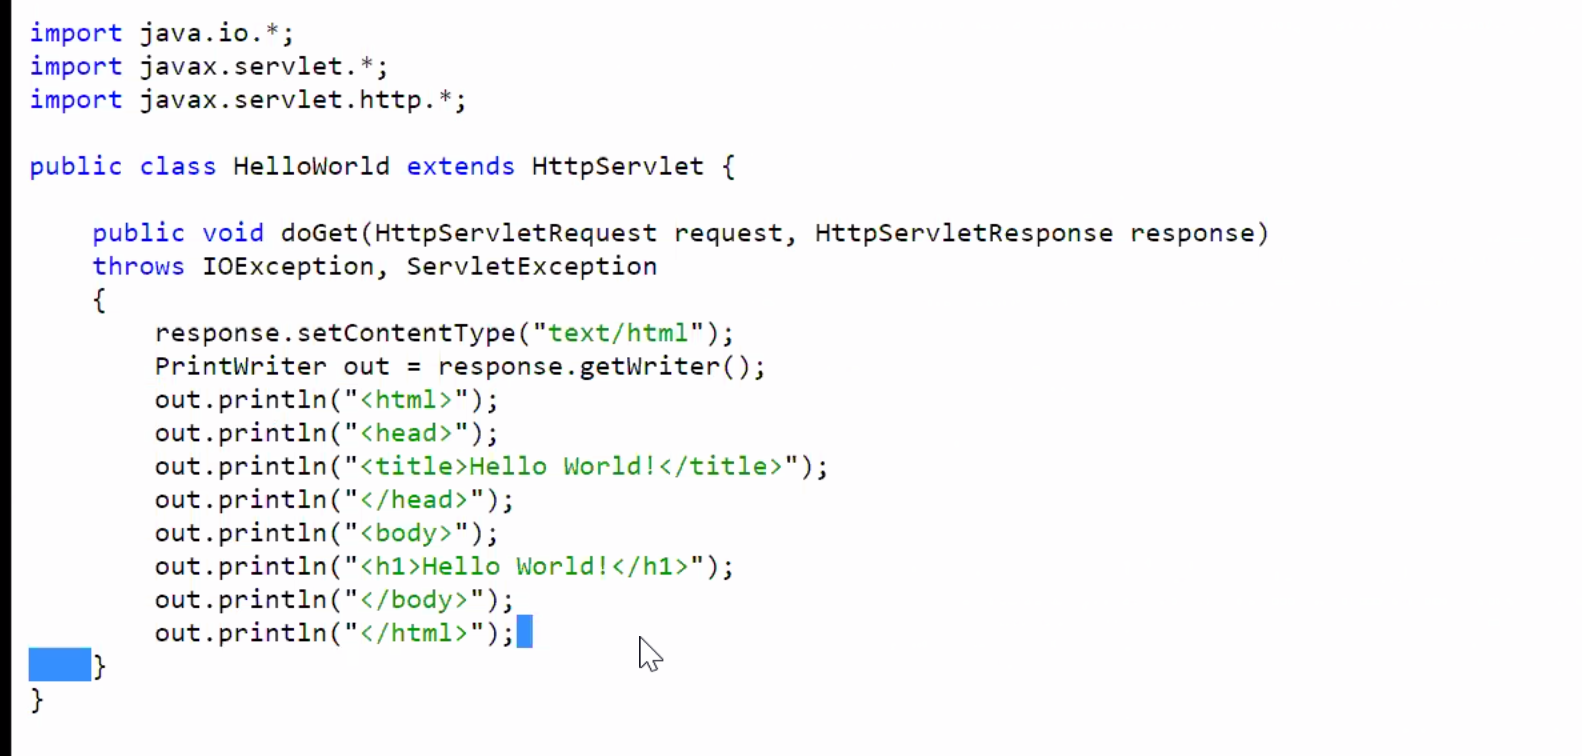 import java.io.*;
import javax.servlet.*;
import javax.servlet.http.*;
public class HelloWorld extends HttpServlet {
public void doGet(HttpServletRequest request, HttpServletResponse response)
throws IOException, ServletException
{
response.setContentType("text/html");
PrintWriter out = response.getWriter();
out.println("<html>");
out.println("<head>");
out.println("<title>Hello World!</title>");
out.println("</head>");
out.println("<body>");
out.println("<h1>Hello World!</h1>");
out.println("</body>");
out.println("</html>");
}
}